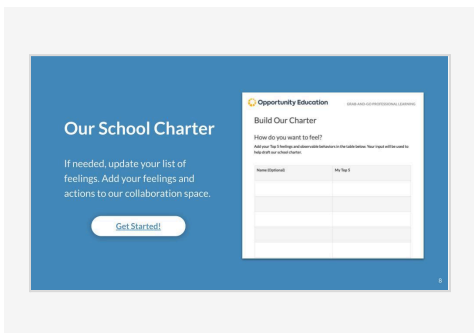 Our School Charter
If needed, update your list of
feelings. Add your feelings and
actions to our collaboration space.
Get Started!
Opportunity Education
GRAB-AND-GO PROFESSIONAL LEARNING
Build Our Charter
How do you want to feel?
Add your Top 5 feelings and observable behaviors in the table below. Your input will be used to
help draft our school charter.
Name (Optional)
My Top 5
8